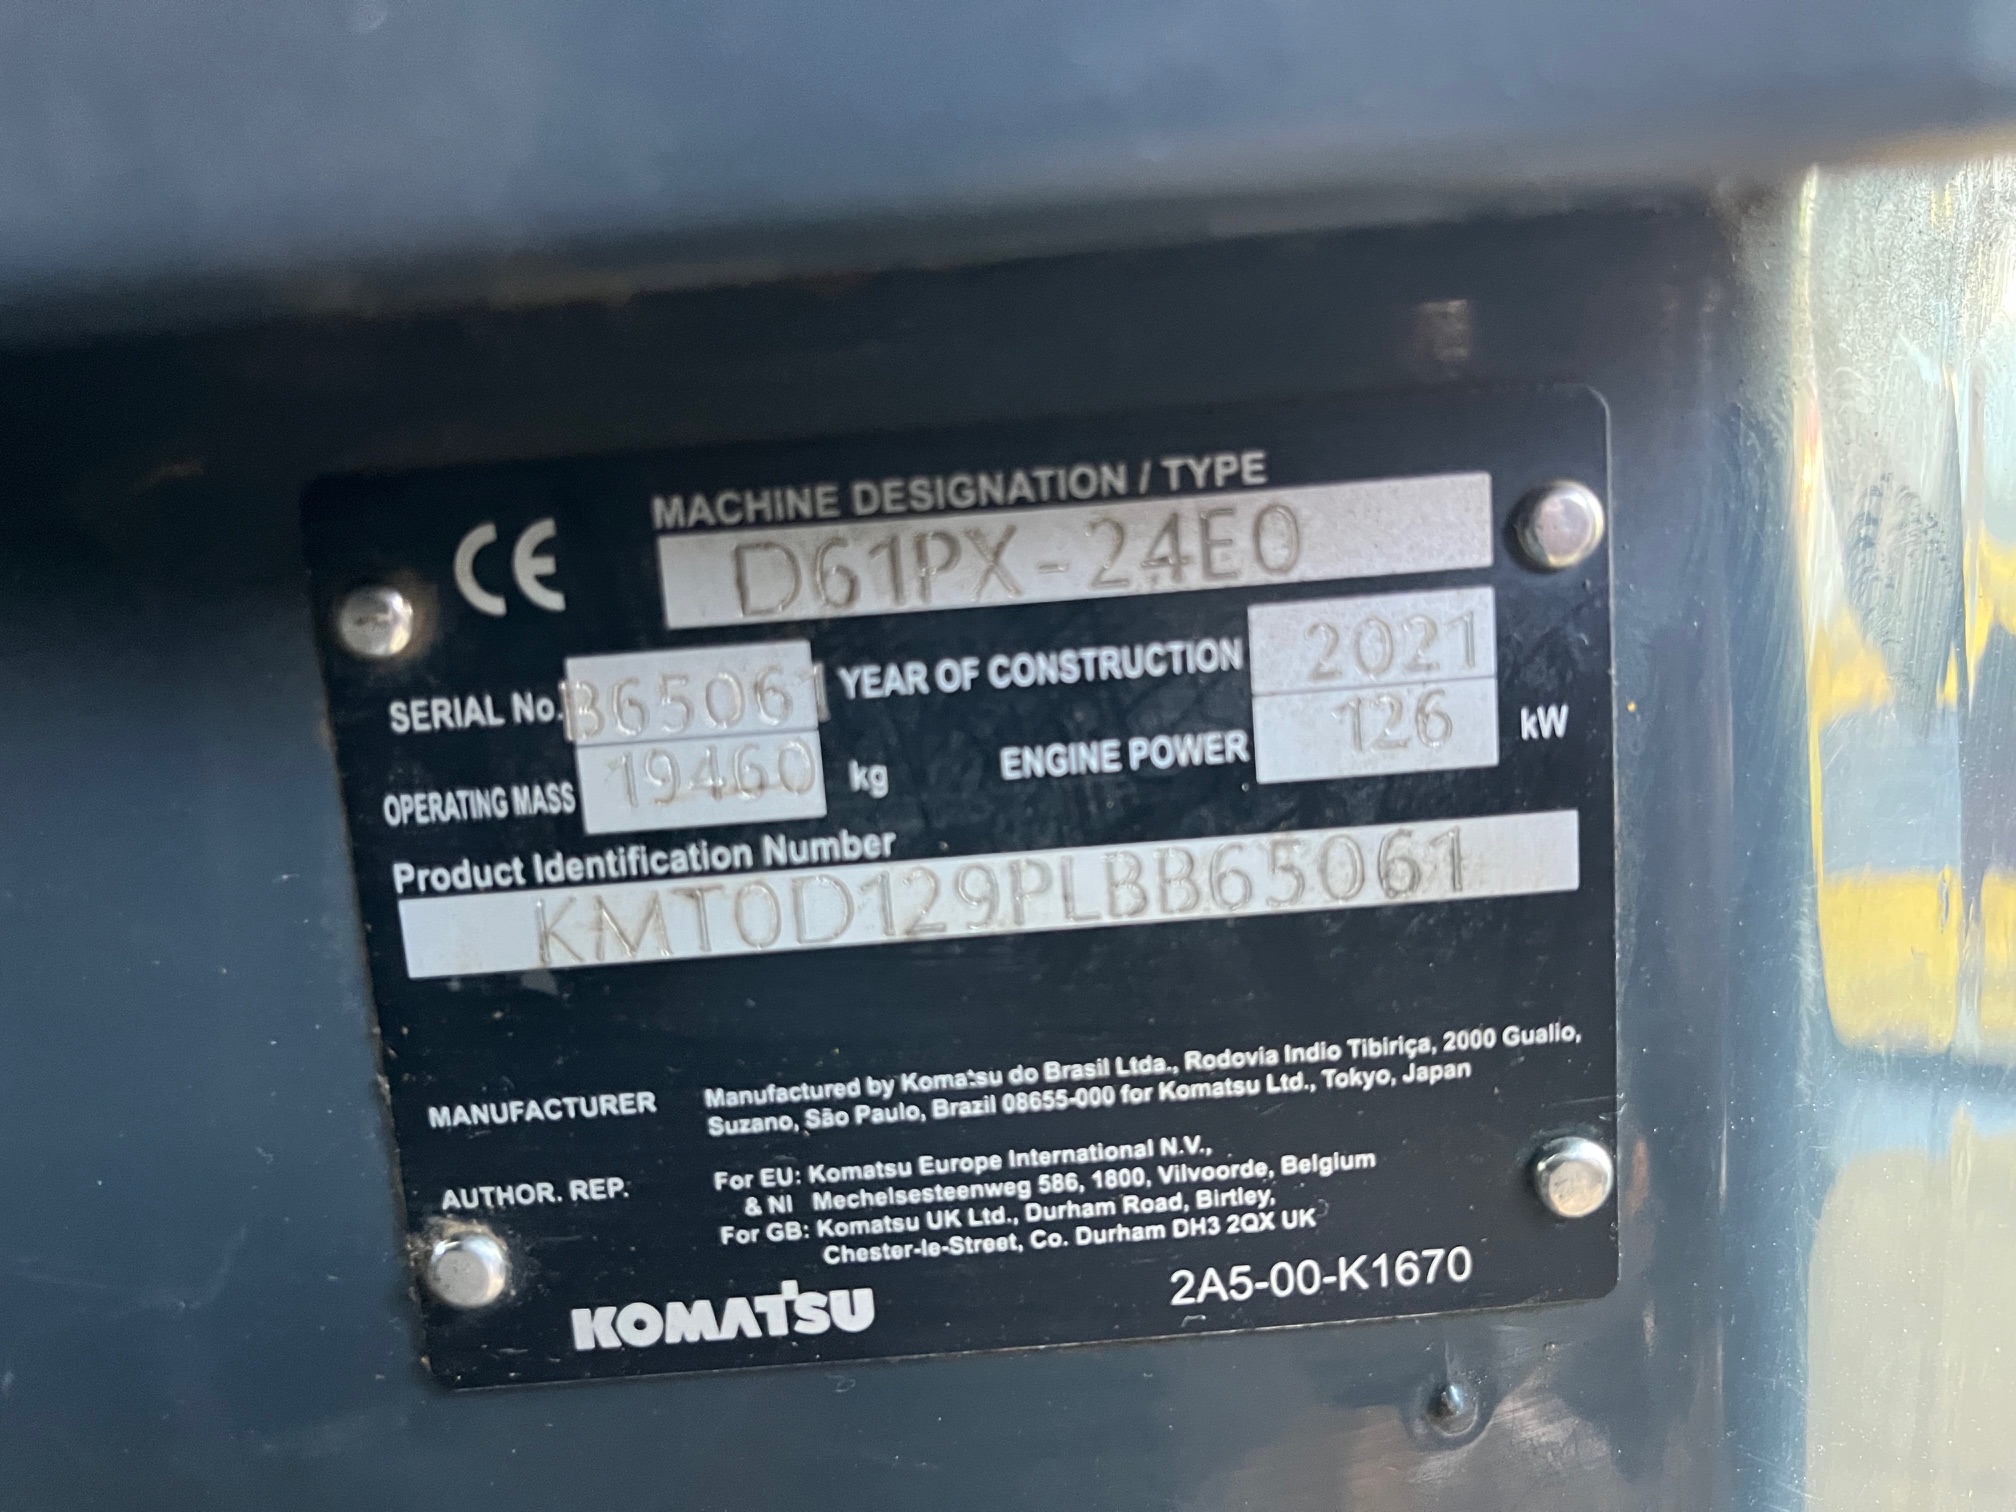 CE
MACHINE DESIGNATION / TYPE
D61PX-24E0
SERIAL No. B65061 YEAR OF CONSTRUCTION 2021
OPERATING MASS 19460 kg ENGINE POWER 126 kW
Product Identification Number
KMT0D129PLBB65061
MANUFACTURER Manufactured by Komatsu do Brasil Ltda., Rodovia Indio Tibiriça, 2000 Gualio,
Suzano, São Paulo, Brazil 08655-000 for Komatsu Ltd., Tokyo, Japan
AUTHOR. REP. For EU: Komatsu Europe International N.V.,
& NI Mechelsesteenweg 586, 1800, Vilvoorde, Belgium
For GB: Komatsu UK Ltd., Durham Road, Birtley,
Chester-le-Street, Co. Durham DH3 2QX UK
KOMATSU 2A5-00-K1670